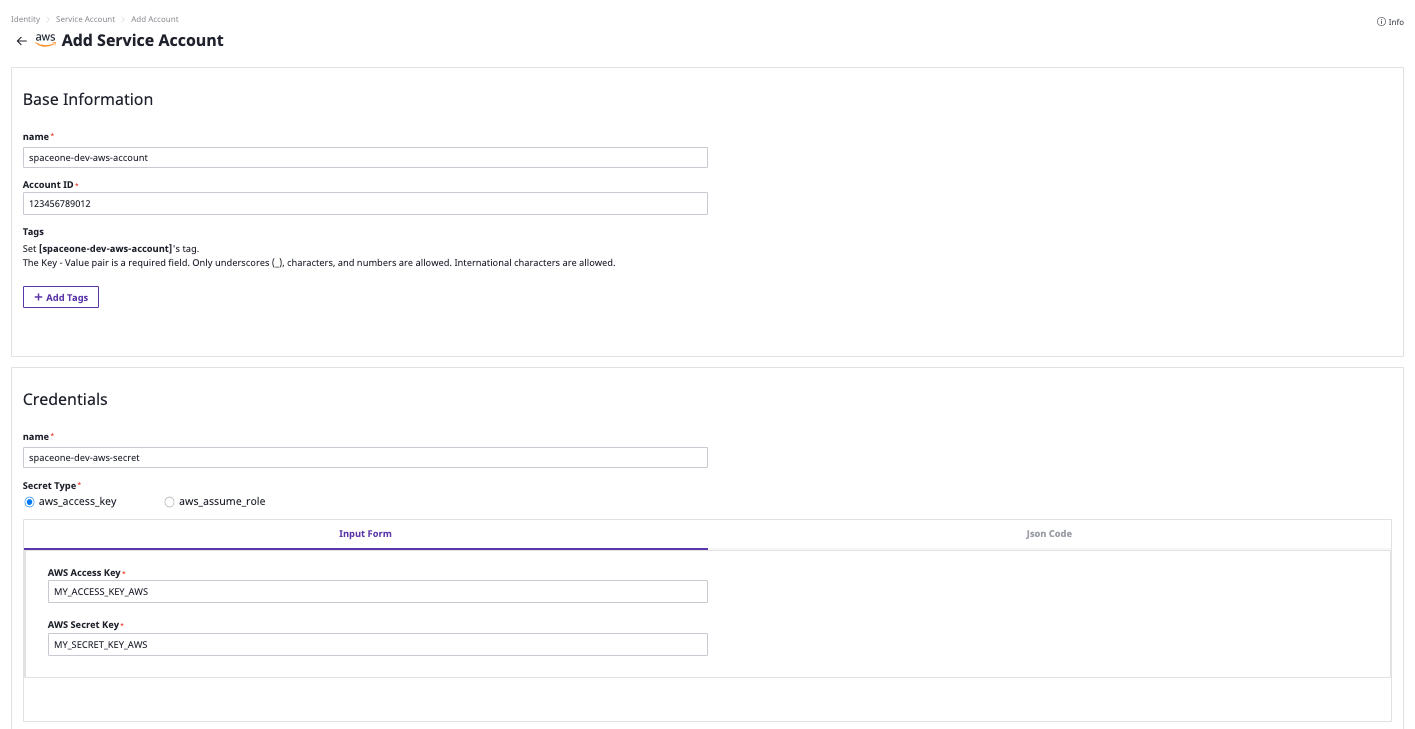 Identity > Service Account > Add Account
Info
aws Add Service Account
Base Information
name*
spaceone-dev-aws-account
Account ID*
123456789012
Tags
Set [spaceone-dev-aws-account]'s tag.
The Key - Value pair is a required field. Only underscores (_), characters, and numbers are allowed. International characters are allowed.
+ Add Tags
Credentials
name*
spaceone-dev-aws-secret
Secret Type*
aws_access_key aws_assume_role
Input Form Json Code
AWS Access Key*
MY_ACCESS_KEY_AWS
AWS Secret Key*
MY_SECRET_KEY_AWS